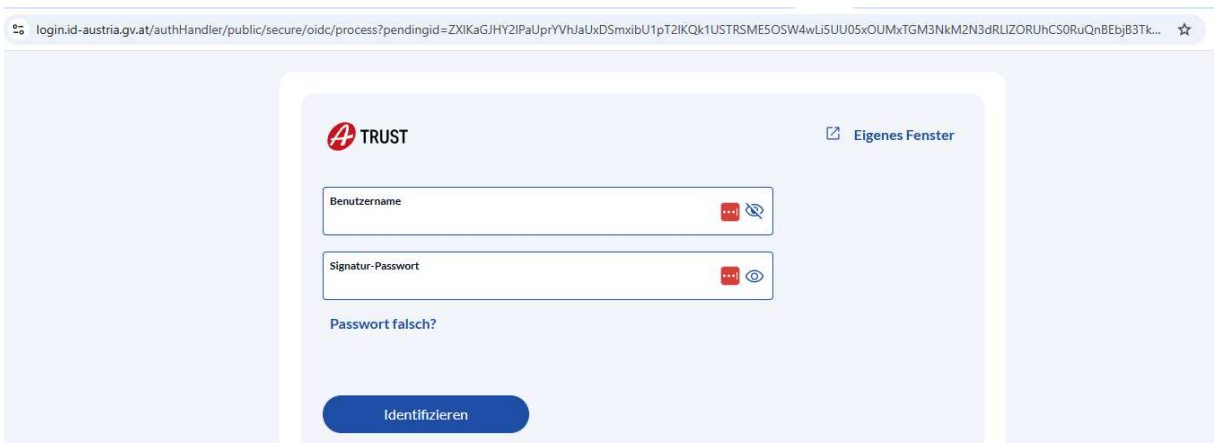 login.id-austria.gv.at/authHandler/public/secure/oidc/process?pendingid=ZXlKaGJHY2lPaUprYVhJaUxDSmxibU1pT2lKQk1USTRSME5OSW4wLi5UU05xOUMxTGM3NkM2N3dRLlZORUhCS0RuQnBEbjB3Tk...
A TRUST
Eigenes Fenster
Benutzername
Signatur-Passwort
Passwort falsch?
Identifizieren